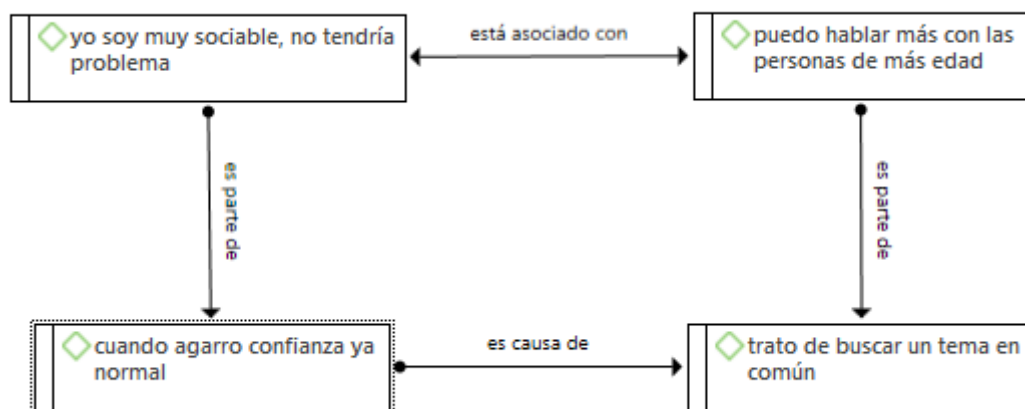 yo soy muy sociable, no tendría
problema
está asociado con
puedo hablar más con las
personas de más edad
es parte de
es parte de
cuando agarro confianza ya
normal
es causa de
trato de buscar un tema en
común